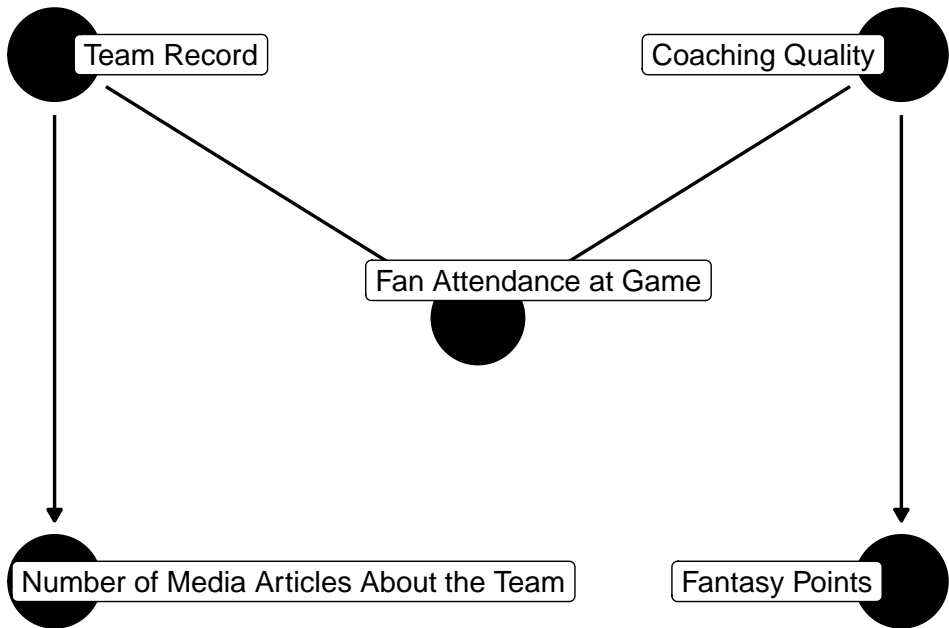 Team Record
Coaching Quality
Fan Attendance at Game
Number of Media Articles About the Team
Fantasy Points